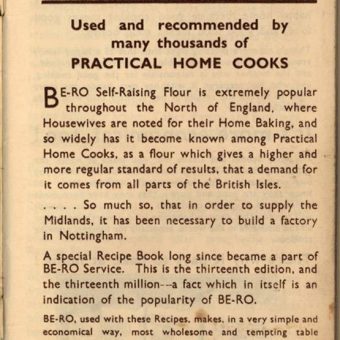 Used and recommended by
many thousands of
PRACTICAL HOME COOKS
BE-RO Self-Raising Flour is extremely popular
throughout the North of England, where
Housewives are noted for their Home Baking, and
so widely has it become known among Practical
Home Cooks, as a flour which gives a higher and
more regular standard of results, that a demand for
it comes from all parts of the British Isles.
. . . . So much so, that in order to supply the
Midlands, it has been necessary to build a factory
in Nottingham.
A special Recipe Book long since became a part of
BE-RO Service. This is the thirteenth edition, and
the thirteenth million---a fact which in itself is an
indication of the popularity of BE-RO.
BE-RO, used with these Recipes, makes, in a very simple and
economical way, most wholesome and tempting table